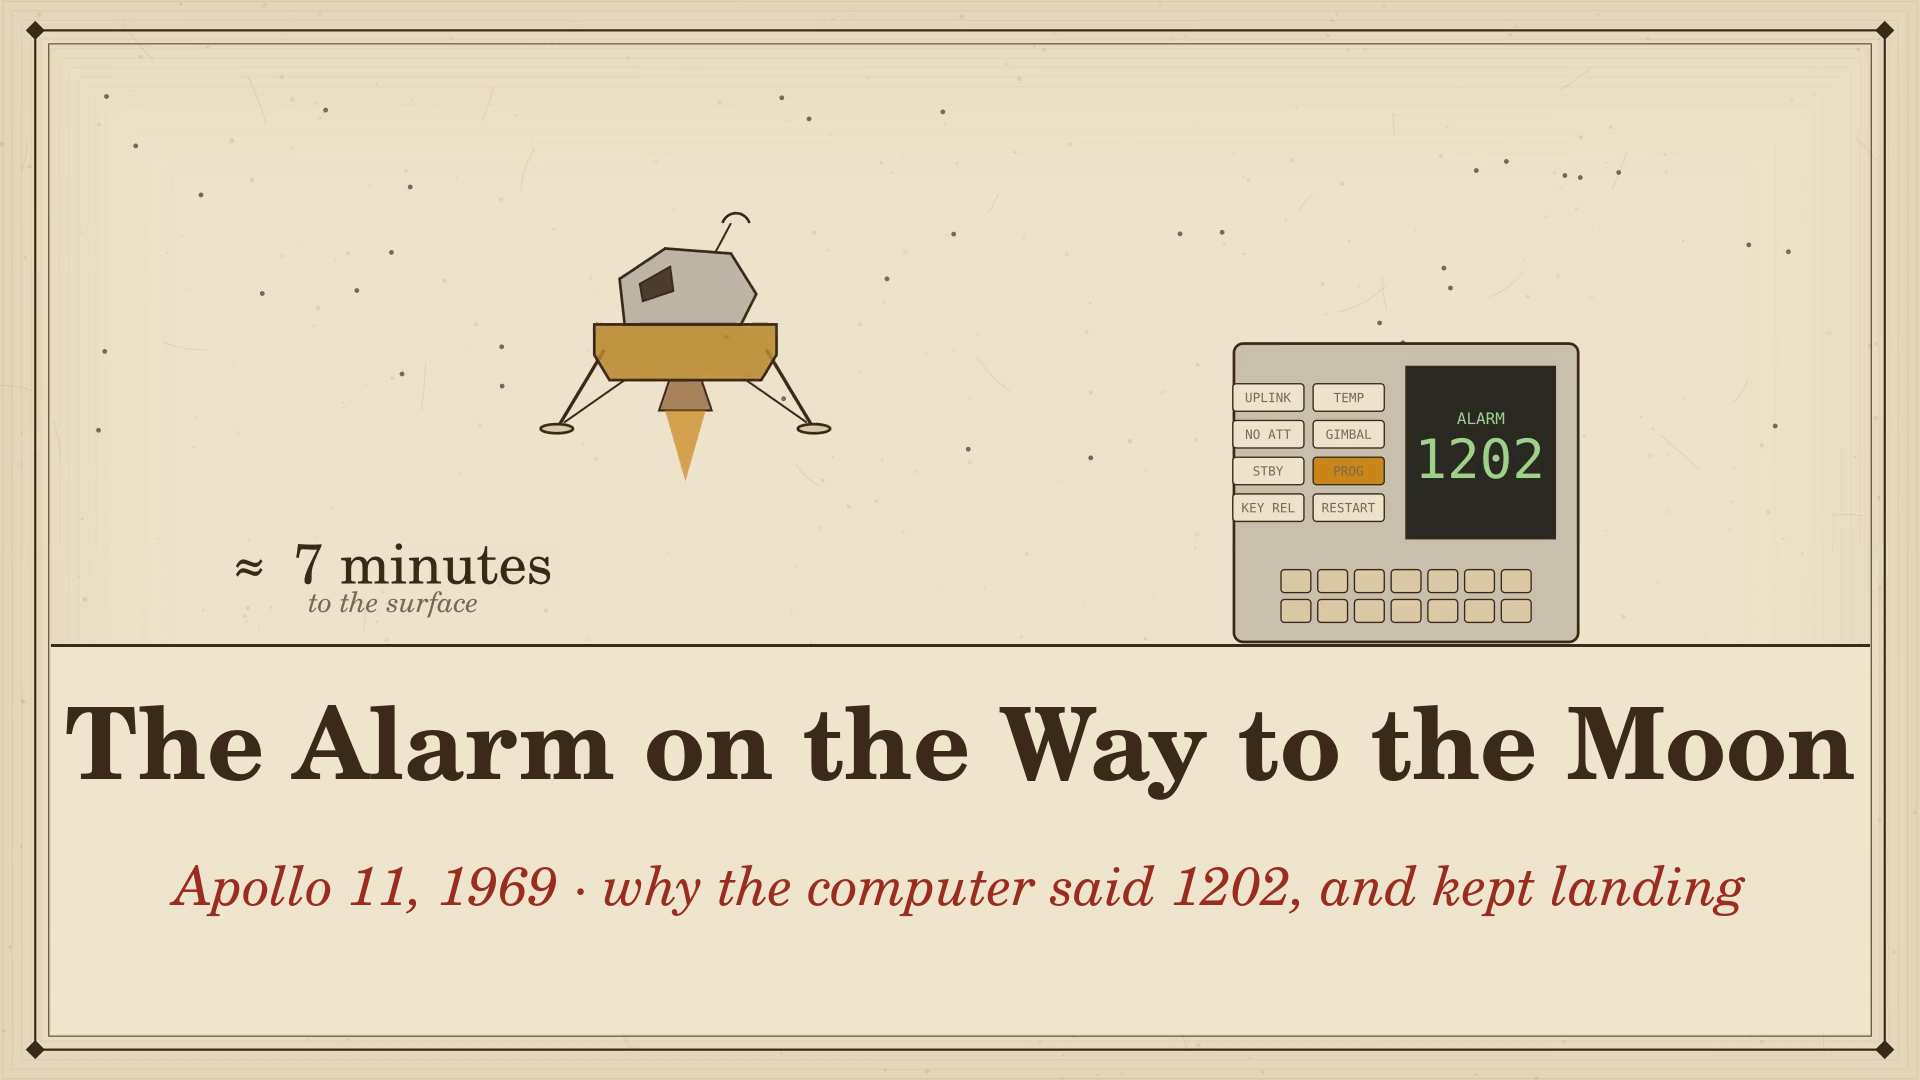 UPLINK TEMP
NO ATT GIMBAL
STBY PROG
KEY REL RESTART
ALARM
1202
≈ 7 minutes
to the surface
The Alarm on the Way to the Moon
Apollo 11, 1969 · why the computer said 1202, and kept landing